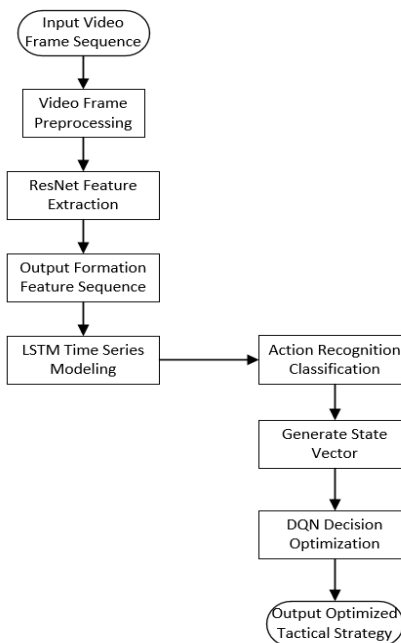 Input Video
Frame Sequence
Video Frame
Preprocessing
ResNet Feature
Extraction
Output Formation
Feature Sequence
LSTM Time Series
Modeling
Action Recognition
Classification
Generate State
Vector
DQN Decision
Optimization
Output Optimized
Tactical Strategy